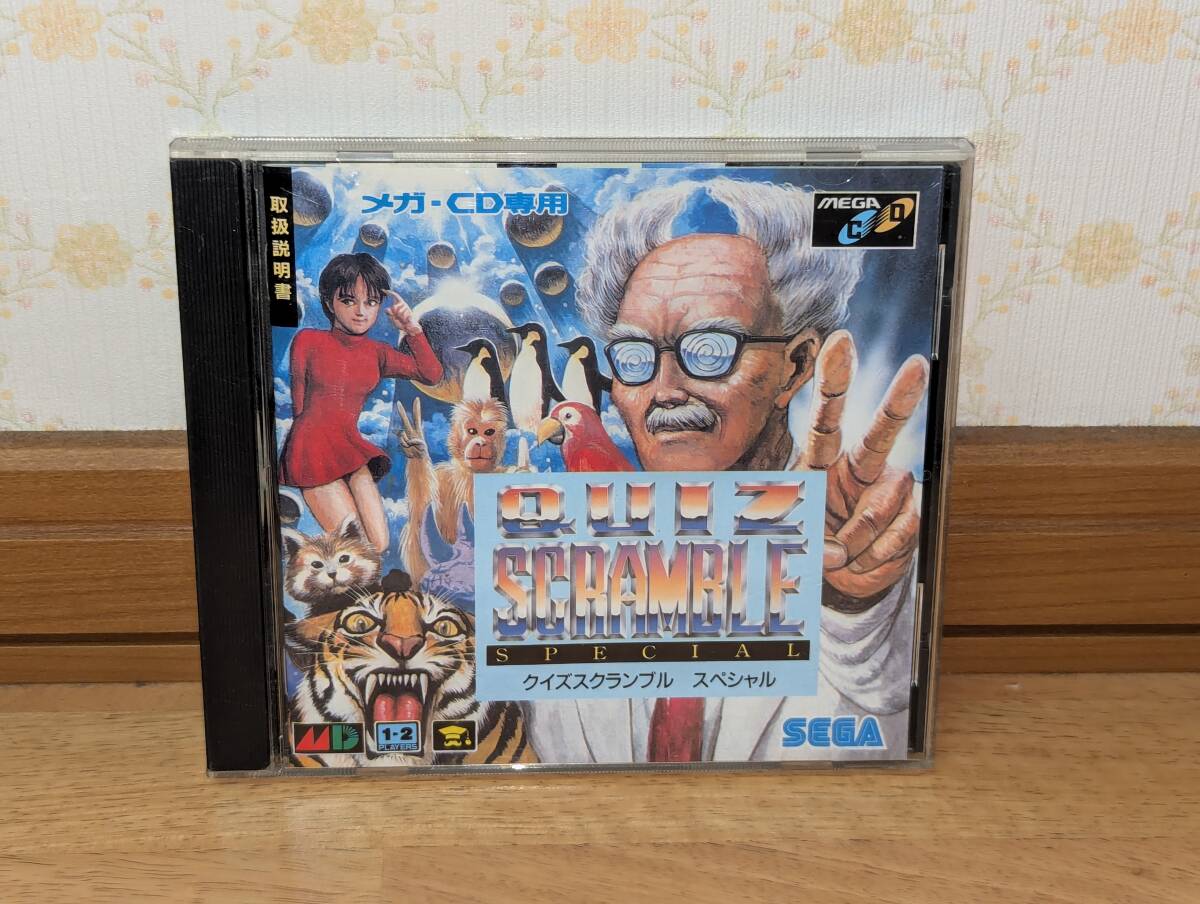 取扱説明書
メガ-CD専用
MEGA
CD
QUIZ
SCRAMBLE
SPECIAL
クイズスクランブル スペシャル
MD
1-2
PLAYERS
SEGA